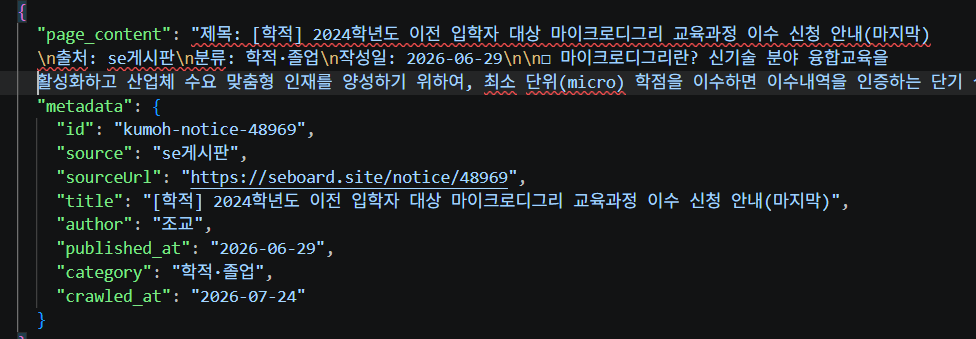 {
"page_content": "제목: [학적] 2024학년도 이전 입학자 대상 마이크로디그리 교육과정 이수 신청 안내(마지막)
\n출처: se게시판\n분류: 학적·졸업\n작성일: 2026-06-29\n\n□ 마이크로디그리란? 신기술 분야 융합교육을
활성화하고 산업체 수요 맞춤형 인재를 양성하기 위하여, 최소 단위(micro) 학점을 이수하면 이수내역을 인증하는 단기
"metadata": {
"id": "kumoh-notice-48969",
"source": "se게시판",
"sourceUrl": "https://seboard.site/notice/48969",
"title": "[학적] 2024학년도 이전 입학자 대상 마이크로디그리 교육과정 이수 신청 안내(마지막)",
"author": "조교",
"published_at": "2026-06-29",
"category": "학적·졸업",
"crawled_at": "2026-07-24"
}